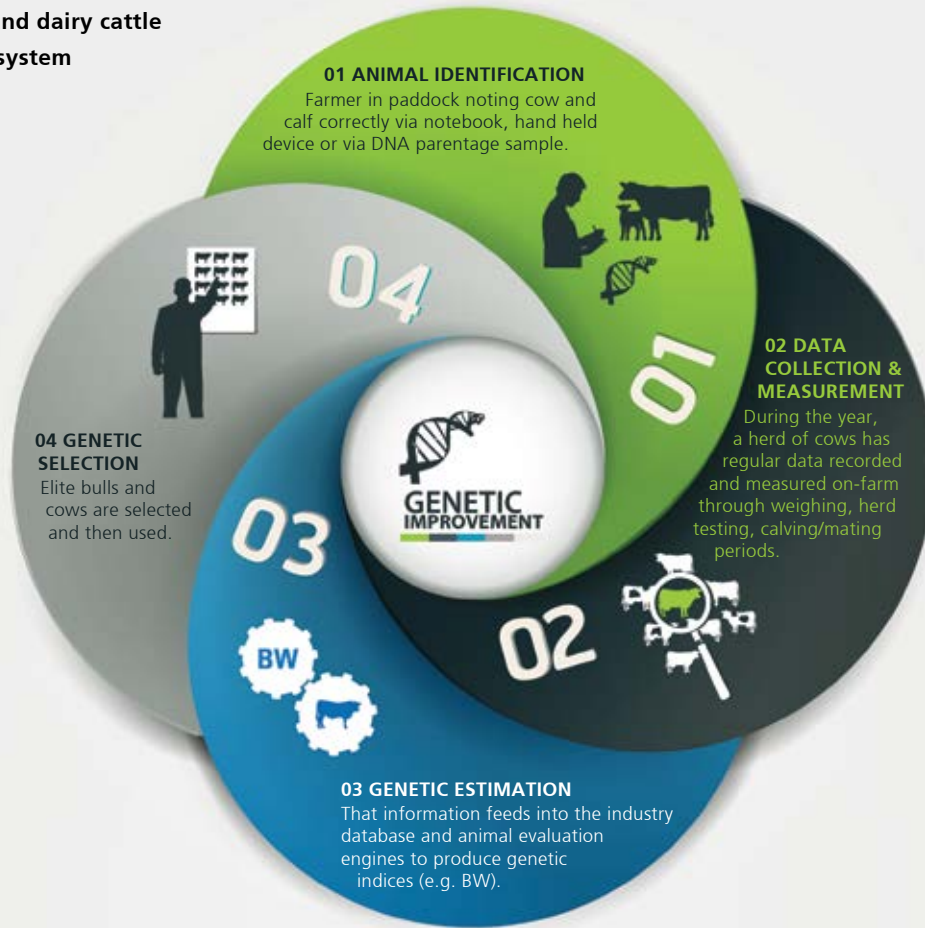 nd dairy cattle
system
01 ANIMAL IDENTIFICATION
Farmer in paddock noting cow and
calf correctly via notebook, hand held
device or via DNA parentage sample.
04
01
02 DATA
COLLECTION &
MEASUREMENT
During the year,
a herd of cows has
regular data recorded
and measured on-farm
through weighing, herd
testing, calving/mating
periods.
04 GENETIC
SELECTION
Elite bulls and
cows are selected
and then used.
GENETIC
IMPROVEMENT
03
02
BW
03 GENETIC ESTIMATION
That information feeds into the industry
database and animal evaluation
engines to produce genetic
indices (e.g. BW).